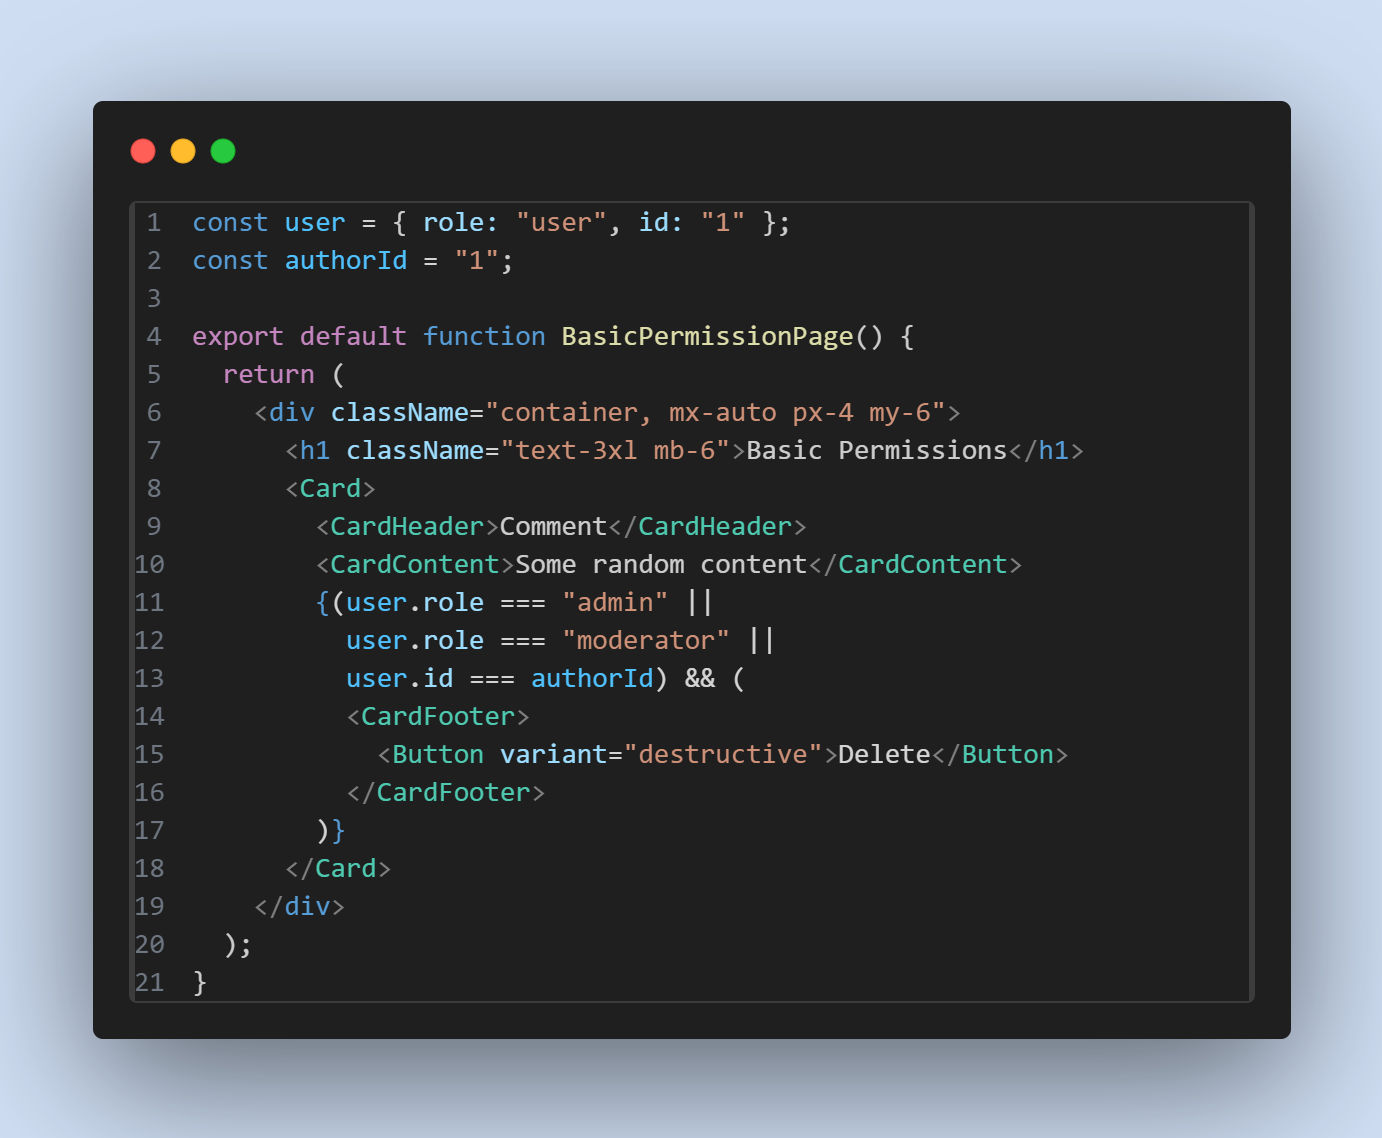 1 const user = { role: "user", id: "1" };
2 const authorId = "1";
3
4 export default function BasicPermissionPage() {
5   return (
6     <div className="container, mx-auto px-4 my-6">
7       <h1 className="text-3xl mb-6">Basic Permissions</h1>
8       <Card>
9         <CardHeader>Comment</CardHeader>
10         <CardContent>Some random content</CardContent>
11         {(user.role === "admin" ||
12           user.role === "moderator" ||
13           user.id === authorId) && (
14           <CardFooter>
15             <Button variant="destructive">Delete</Button>
16           </CardFooter>
17         )}
18       </Card>
19     </div>
20   );
21 }